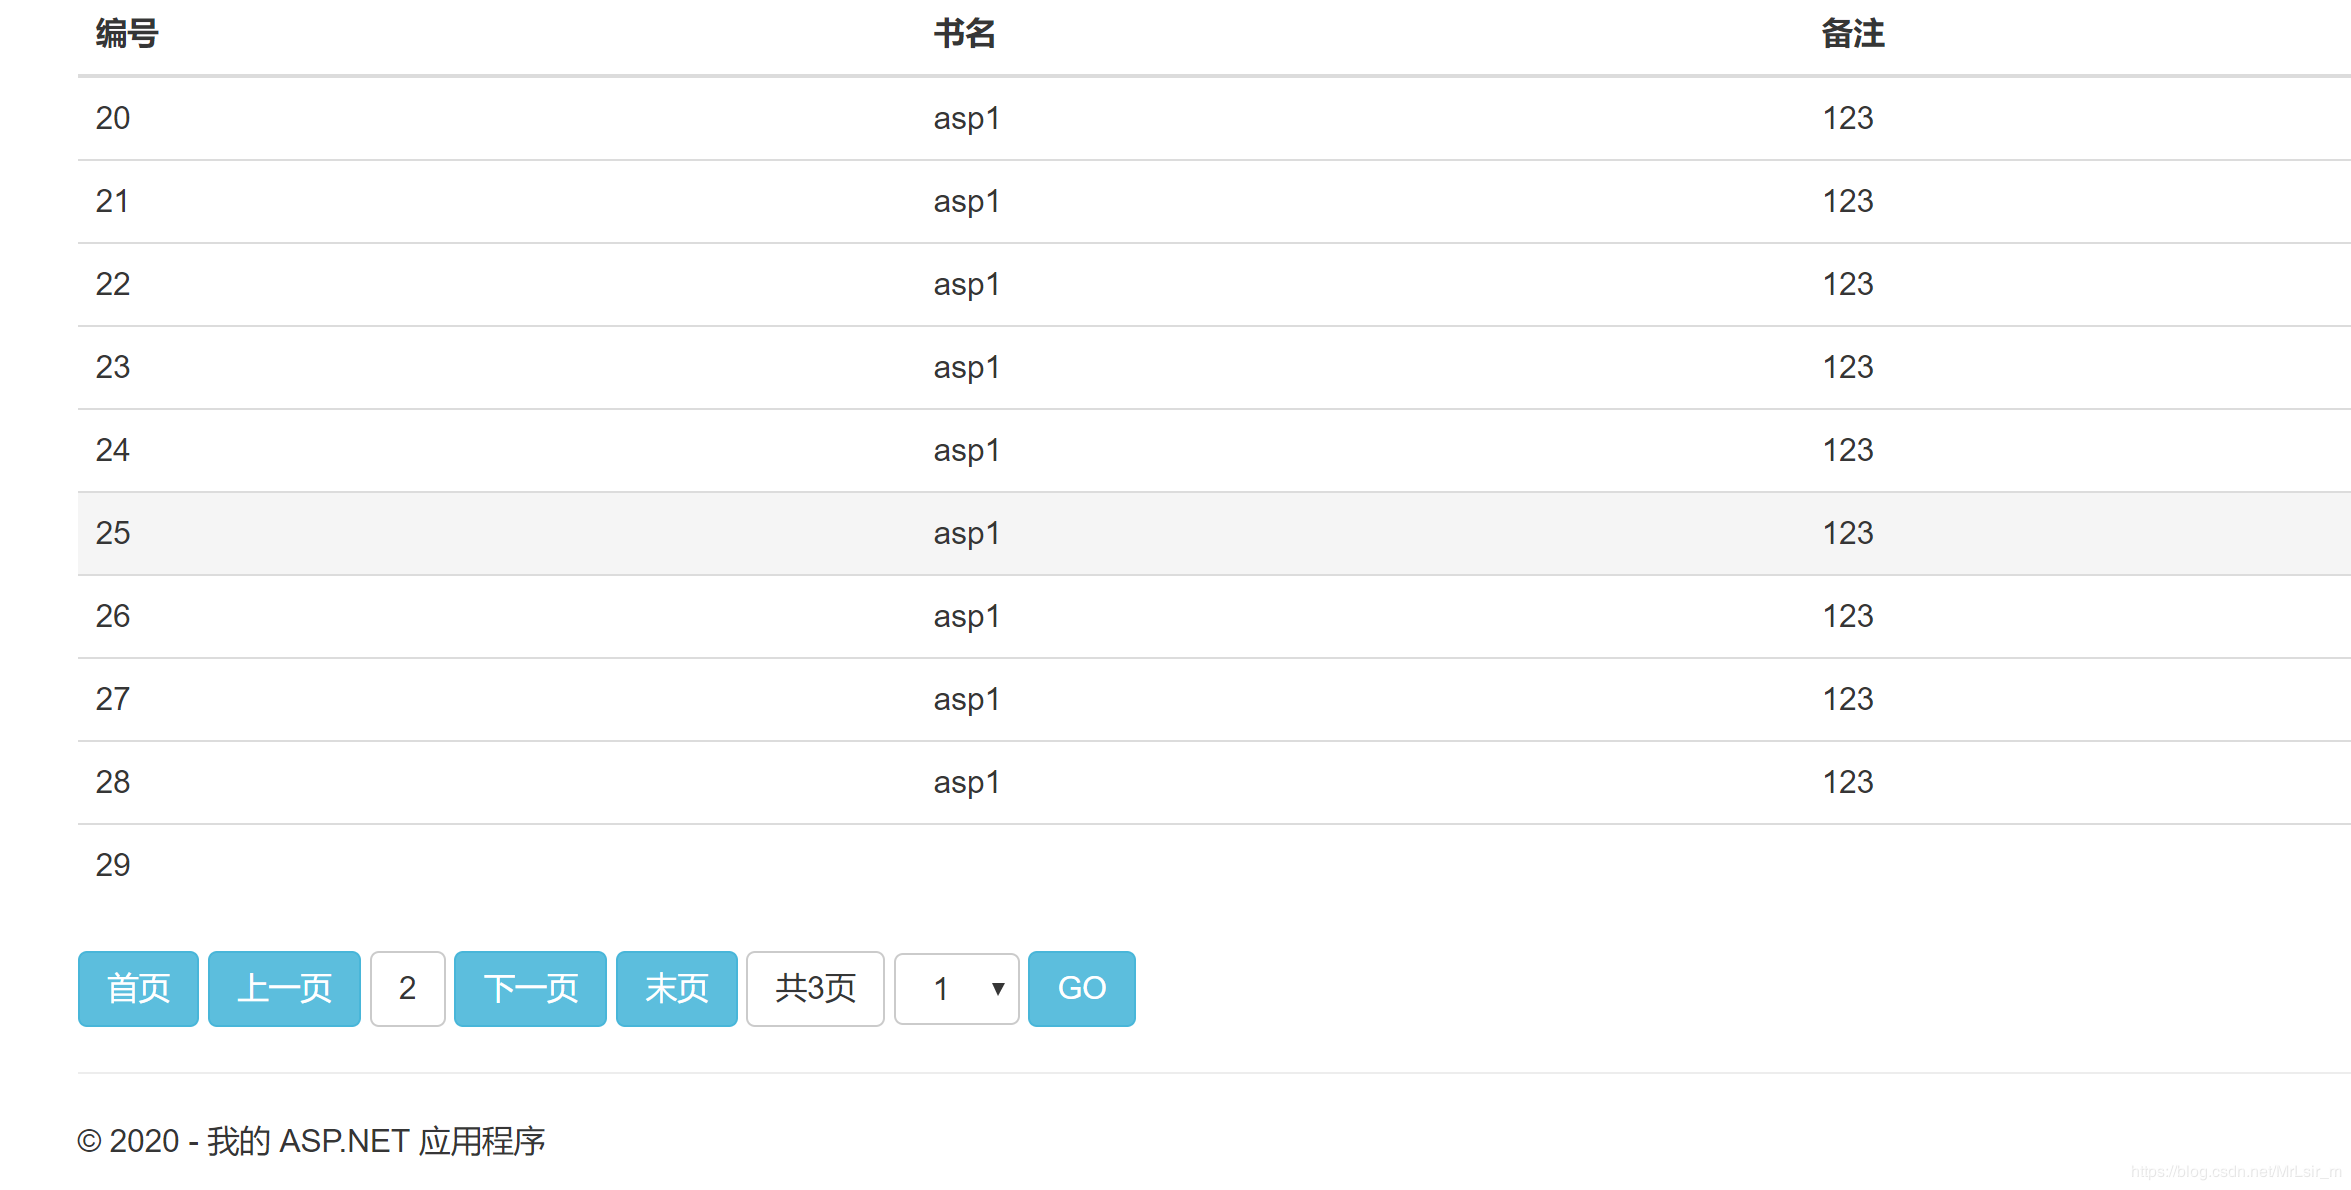 编号 书名 备注
20 asp1 123
21 asp1 123
22 asp1 123
23 asp1 123
24 asp1 123
25 asp1 123
26 asp1 123
27 asp1 123
28 asp1 123
29
首页 上一页 2 下一页 末页 共3页 1 ▼ GO
© 2020 - 我的 ASP.NET 应用程序
https://blog.csdn.net/MrLsir_m